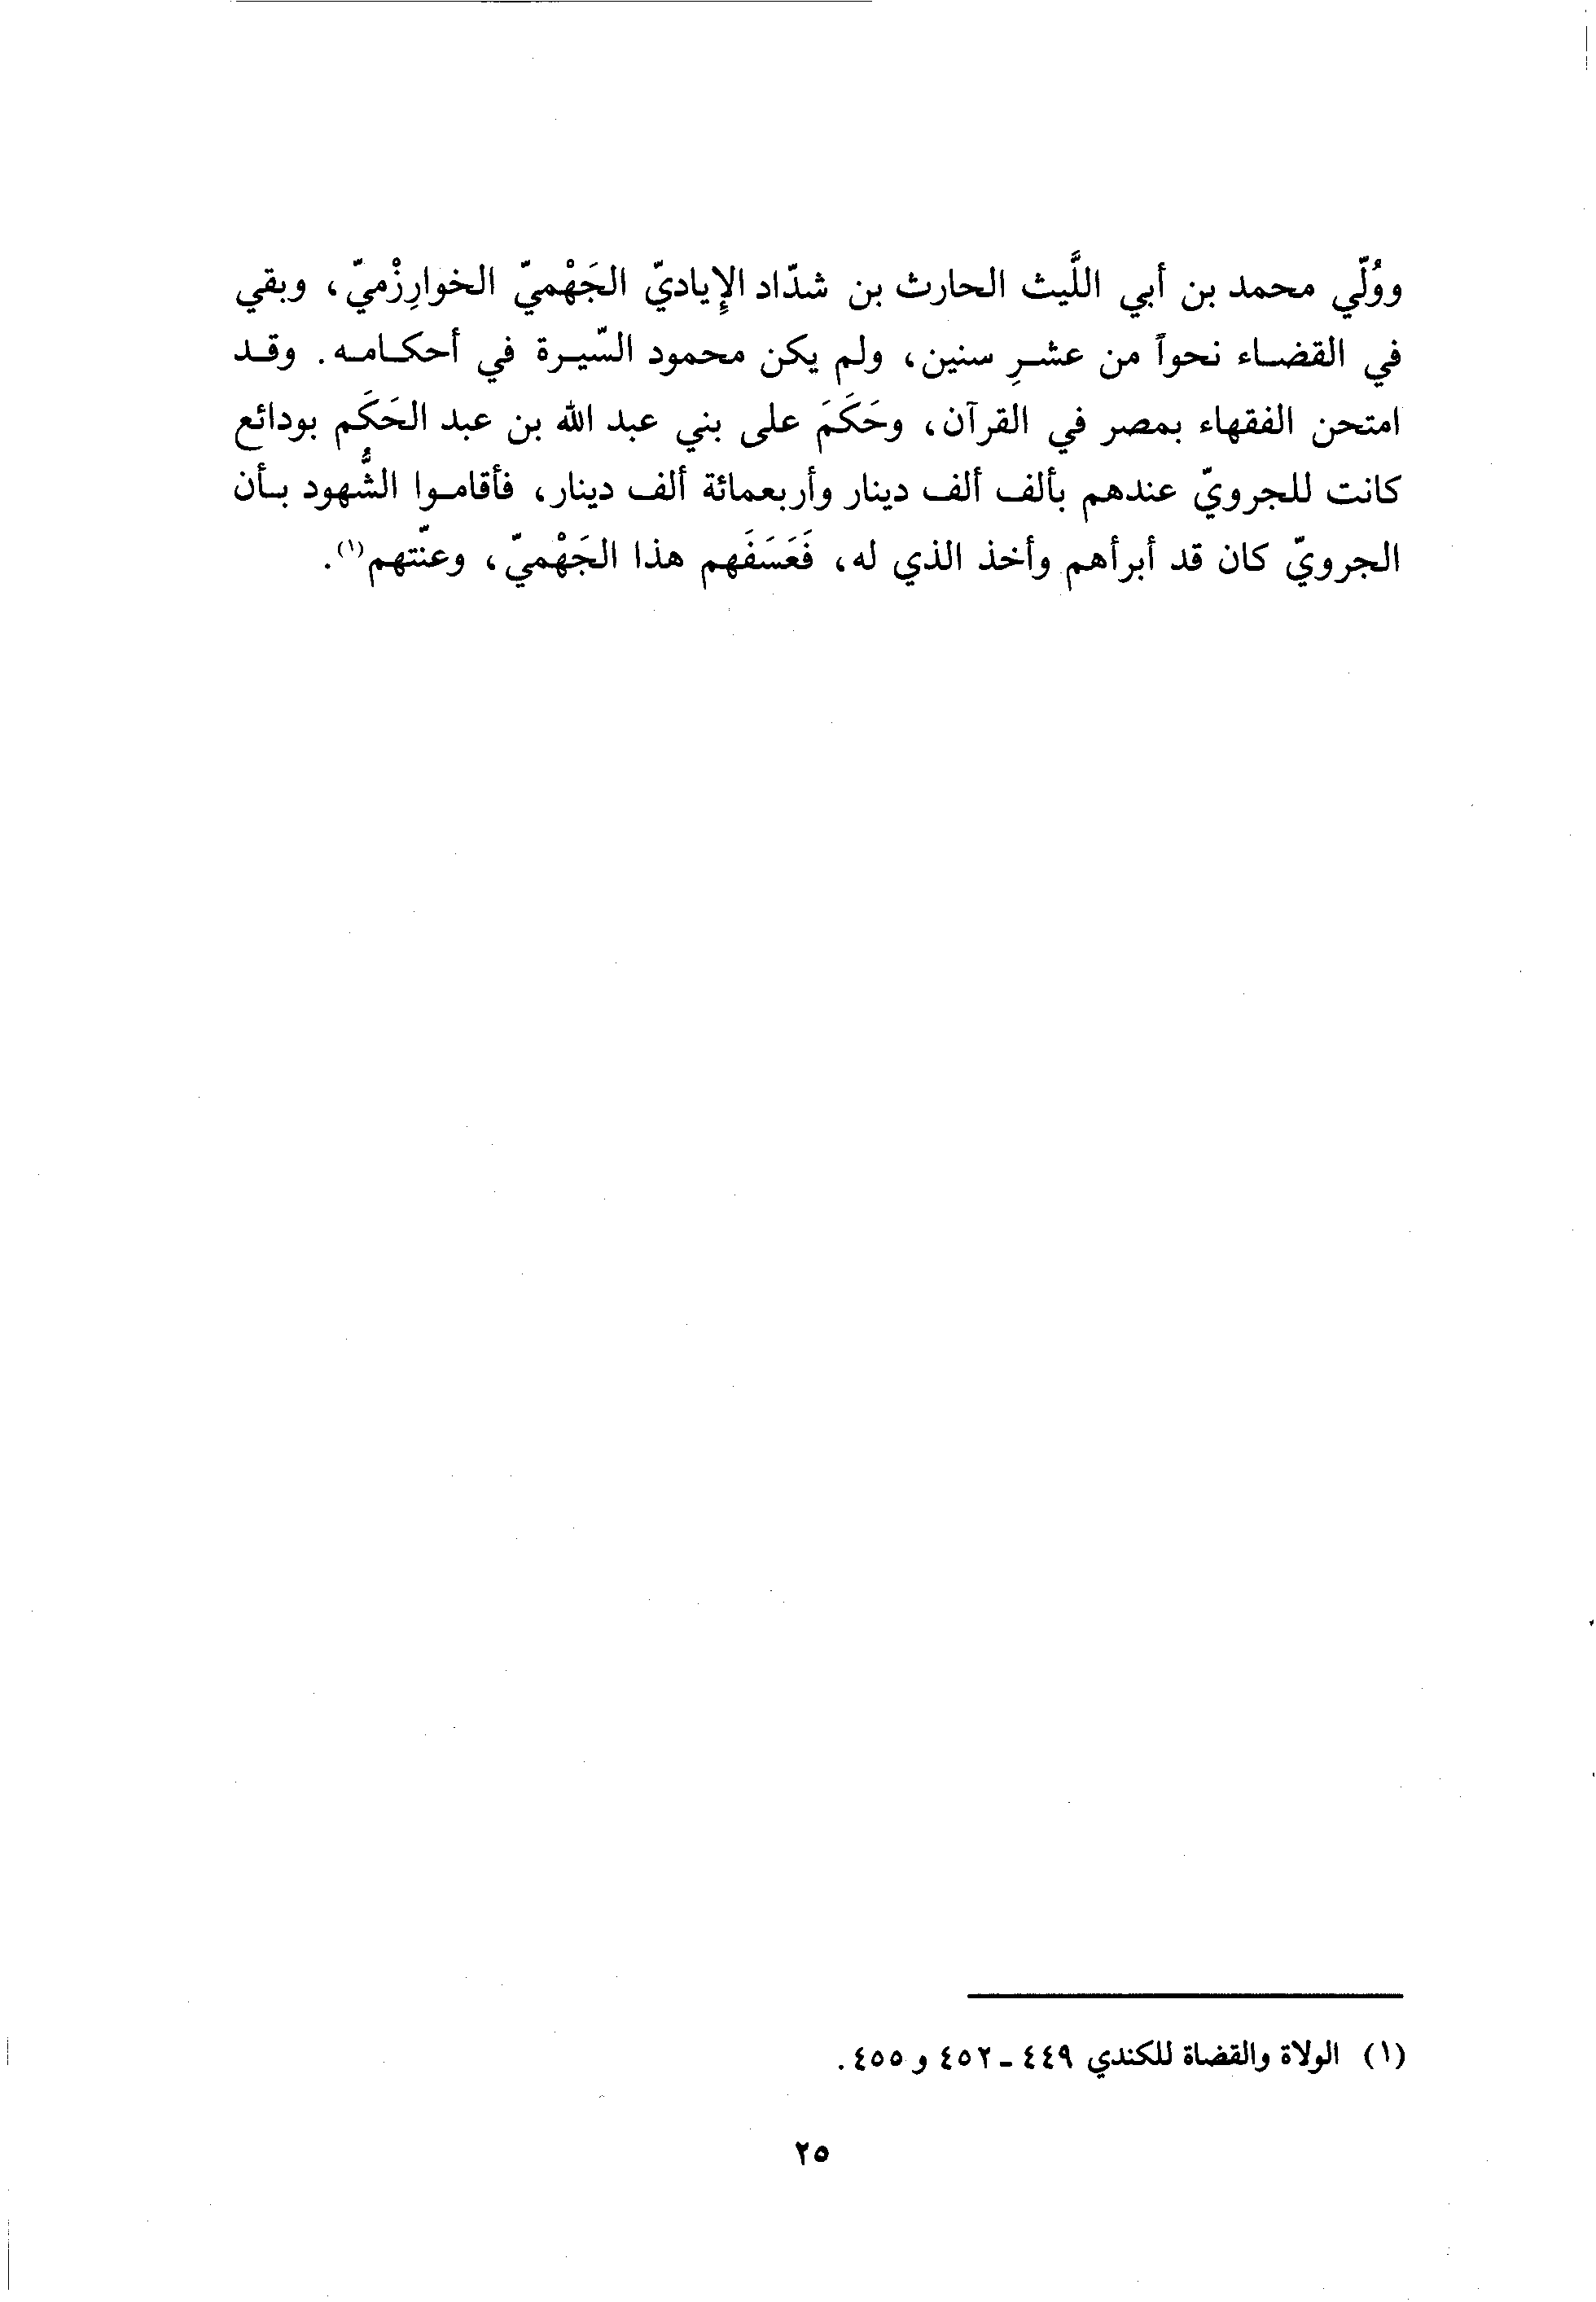 ووُلّي محمد بن أبي اللَّيث الحارث بن شدّاد الإِياديّ الجَهْميّ الخوارِزْميّ، وبقي
في القضاء نحواً من عشرِ سنين، ولم يكن محمود السّيرة في أحكامه. وقد
امتحن الفقهاء بمصر في القرآن، وحَكَمَ على بني عبد الله بن عبد الحَكَم بودائع
كانت للجرويّ عندهم بألف ألف دينار وأربعمائة ألف دينار، فأقاموا الشُّهود بأن
الجرويّ كان قد أبرأهم وأخذ الذي له، فَعَسَفَهم هذا الجَهْميّ، وعنّتهم(١).
(١) الولاة والقضاة للكندي ٤٤٩ ـ ٤٥٢ و ٤٥٥.
٢٥